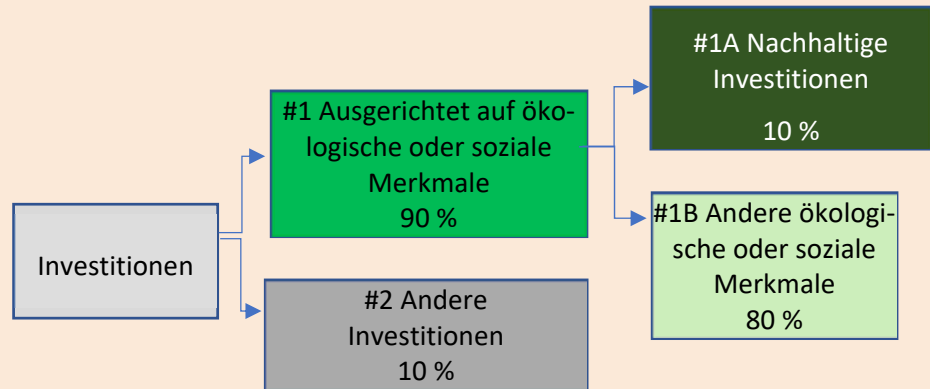 Investitionen
#1 Ausgerichtet auf öko-
logische oder soziale
Merkmale
90 %
#2 Andere
Investitionen
10 %
#1A Nachhaltige
Investitionen
10 %
#1B Andere ökologi-
sche oder soziale
Merkmale
80 %